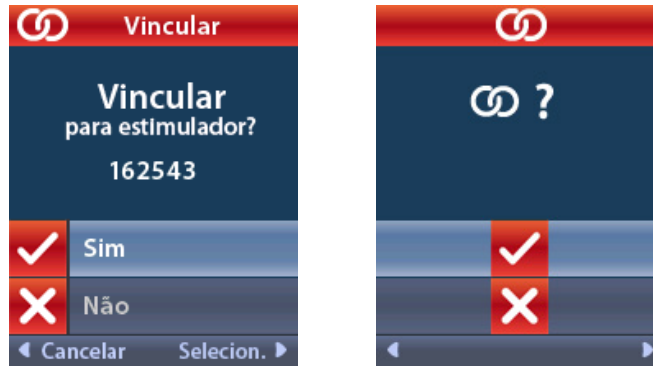 Vincular
Vincular
para estimulador?
162543
Sim
Não
Cancelar Selecion.
?